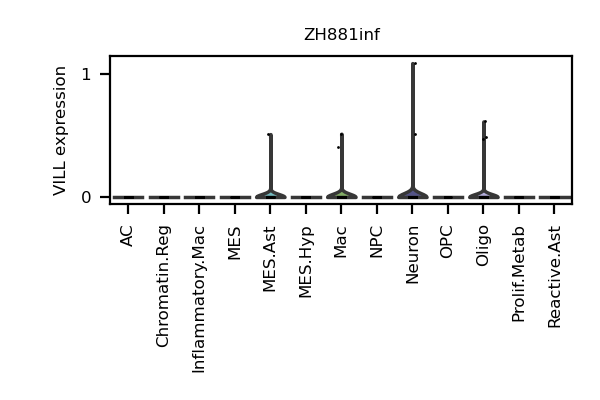 ZH881inf
VILL expression
1
0
AC
Chromatin.Reg
Inflammatory.Mac
MES
MES.Ast
MES.Hyp
Mac
NPC
Neuron
OPC
Oligo
Prolif.Metab
Reactive.Ast